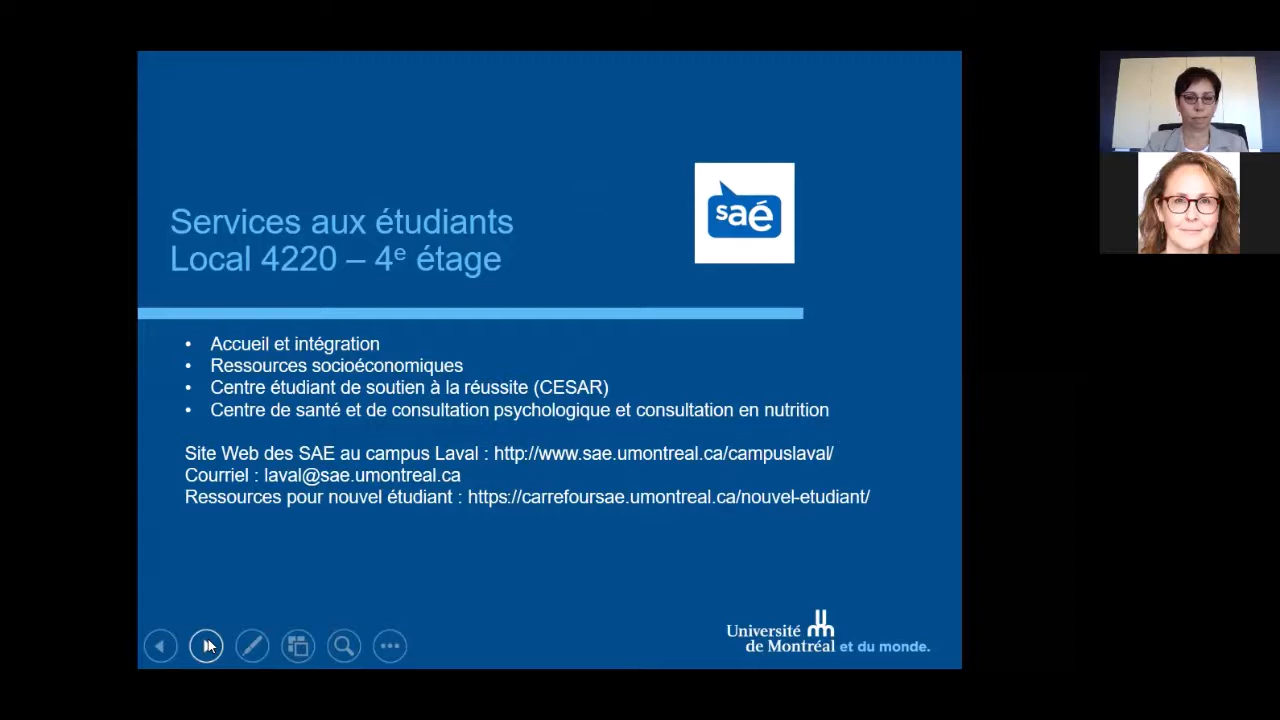 saé
Services aux étudiants
Local 4220 – 4e étage
• Accueil et intégration
• Ressources socioéconomiques
• Centre étudiant de soutien à la réussite (CESAR)
• Centre de santé et de consultation psychologique et consultation en nutrition
Site Web des SAE au campus Laval : http://www.sae.umontreal.ca/campuslaval/
Courriel : laval@sae.umontreal.ca
Ressources pour nouvel étudiant : https://carrefoursae.umontreal.ca/nouvel-etudiant/
Université
de Montréal et du monde.